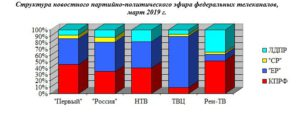 Структура новостного партийно-политического эфира федеральных телеканалов,
март 2019 г.
100%
90%
80%
70%
60%
50%
40%
30%
20%
10%
0%
"Первый"
"Россия"
НТВ
ТВЦ
Рен-ТВ
ЛДПР
"СР"
"ЕР"
КПРФ